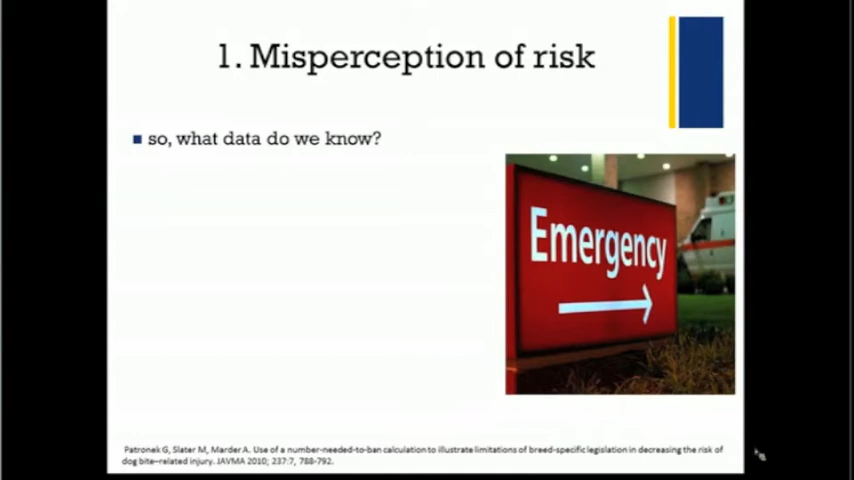 1. Misperception of risk
so, what data do we know?
Emergency
Patronek G, Slater M, Marder A. Use of a number-needed-to-ban calculation to illustrate limitations of breed-specific legislation in decreasing the risk of
dog bite–related injury. JAVMA 2010; 237:7, 788-792.